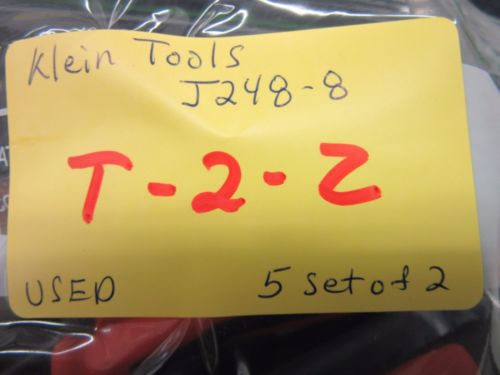 Klein Tools
J248-8
T-2-Z
USED 5 set of 2